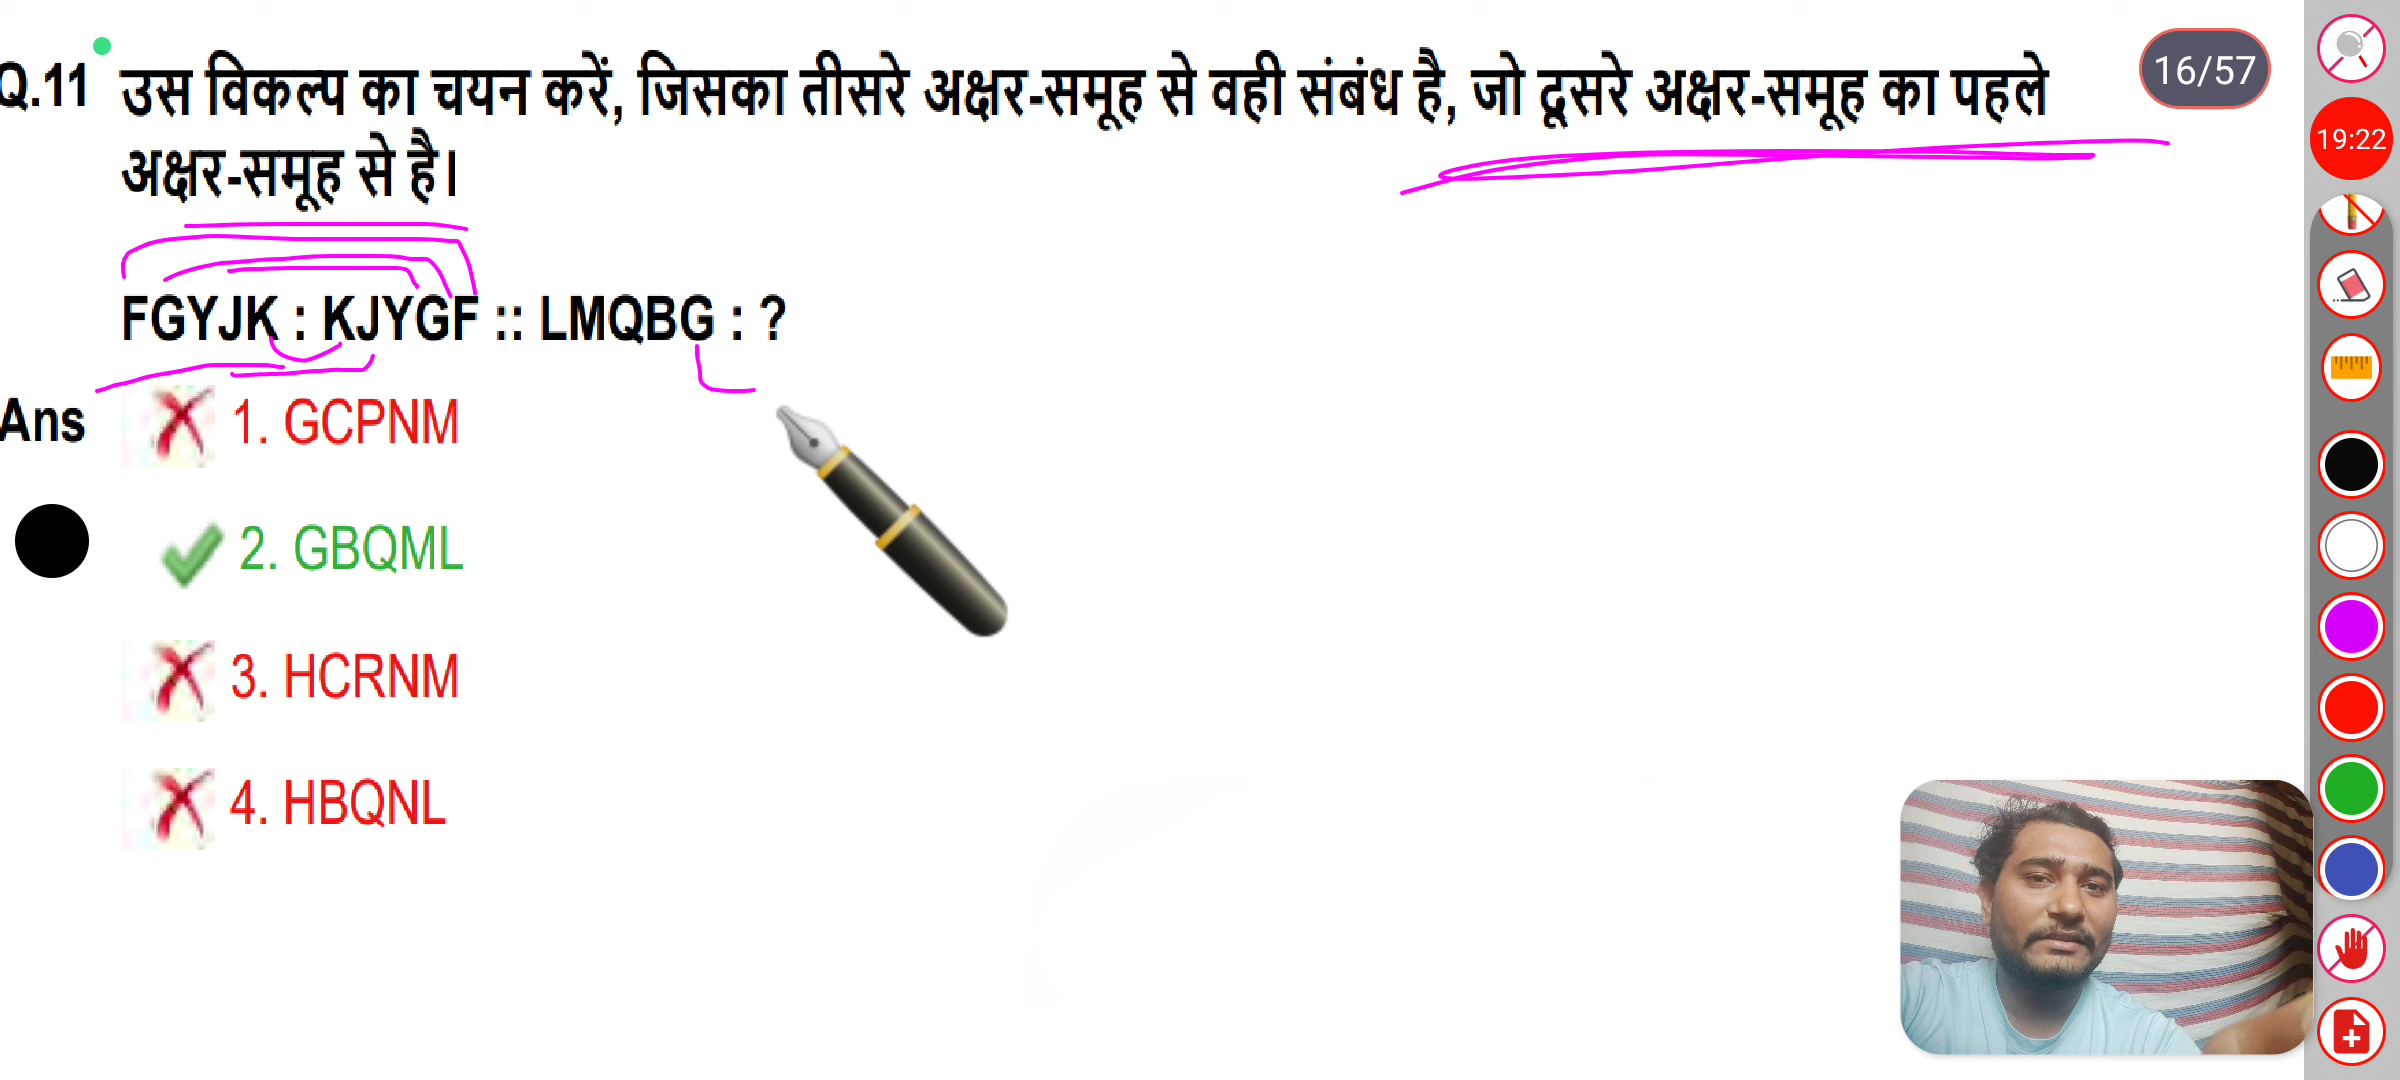 Q.11 उस विकल्प का चयन करें, जिसका तीसरे अक्षर-समूह से वही संबंध है, जो दूसरे अक्षर-समूह का पहले
अक्षर-समूह से है।
16/57
19:22
FGYJK : KJYGF :: LMQBG : ?
Ans 1. GCPNM
2. GBQML
3. HCRNM
4. HBQNL